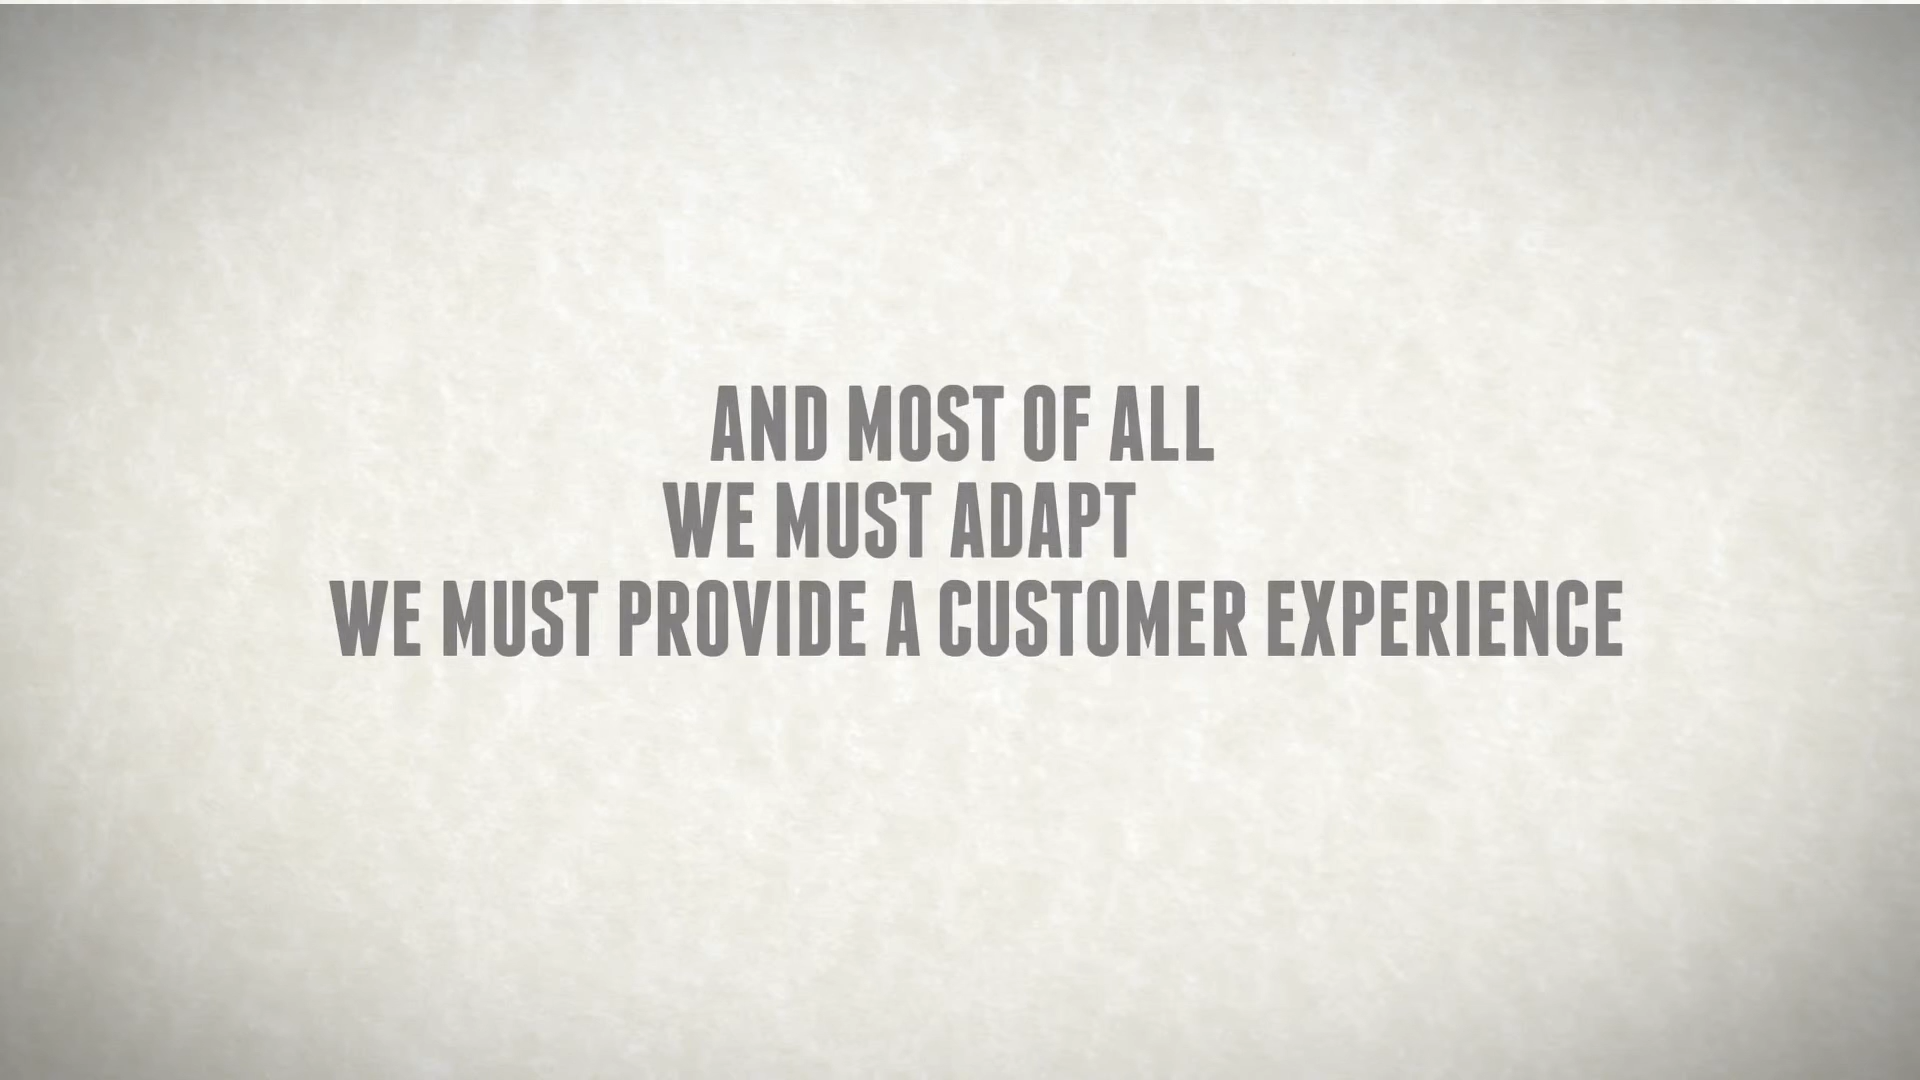 AND MOST OF ALL
WE MUST ADAPT
WE MUST PROVIDE A CUSTOMER EXPERIENCE